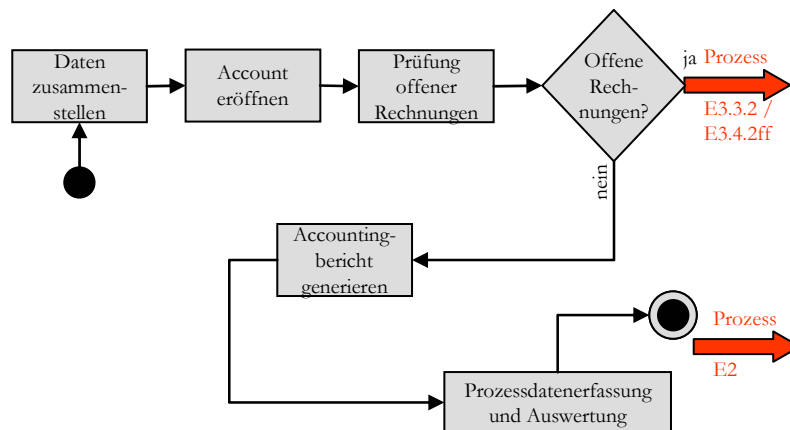 Daten
zusammen-
stellen
Account
eröffnen
Prüfung
offener
Rechnungen
Offene
Rech-
nungen?
ja
Prozess
E3.3.2 /
E3.4.2ff
nein
Accounting-
bericht
generieren
Prozessdatenerfassung
und Auswertung
Prozess
E2